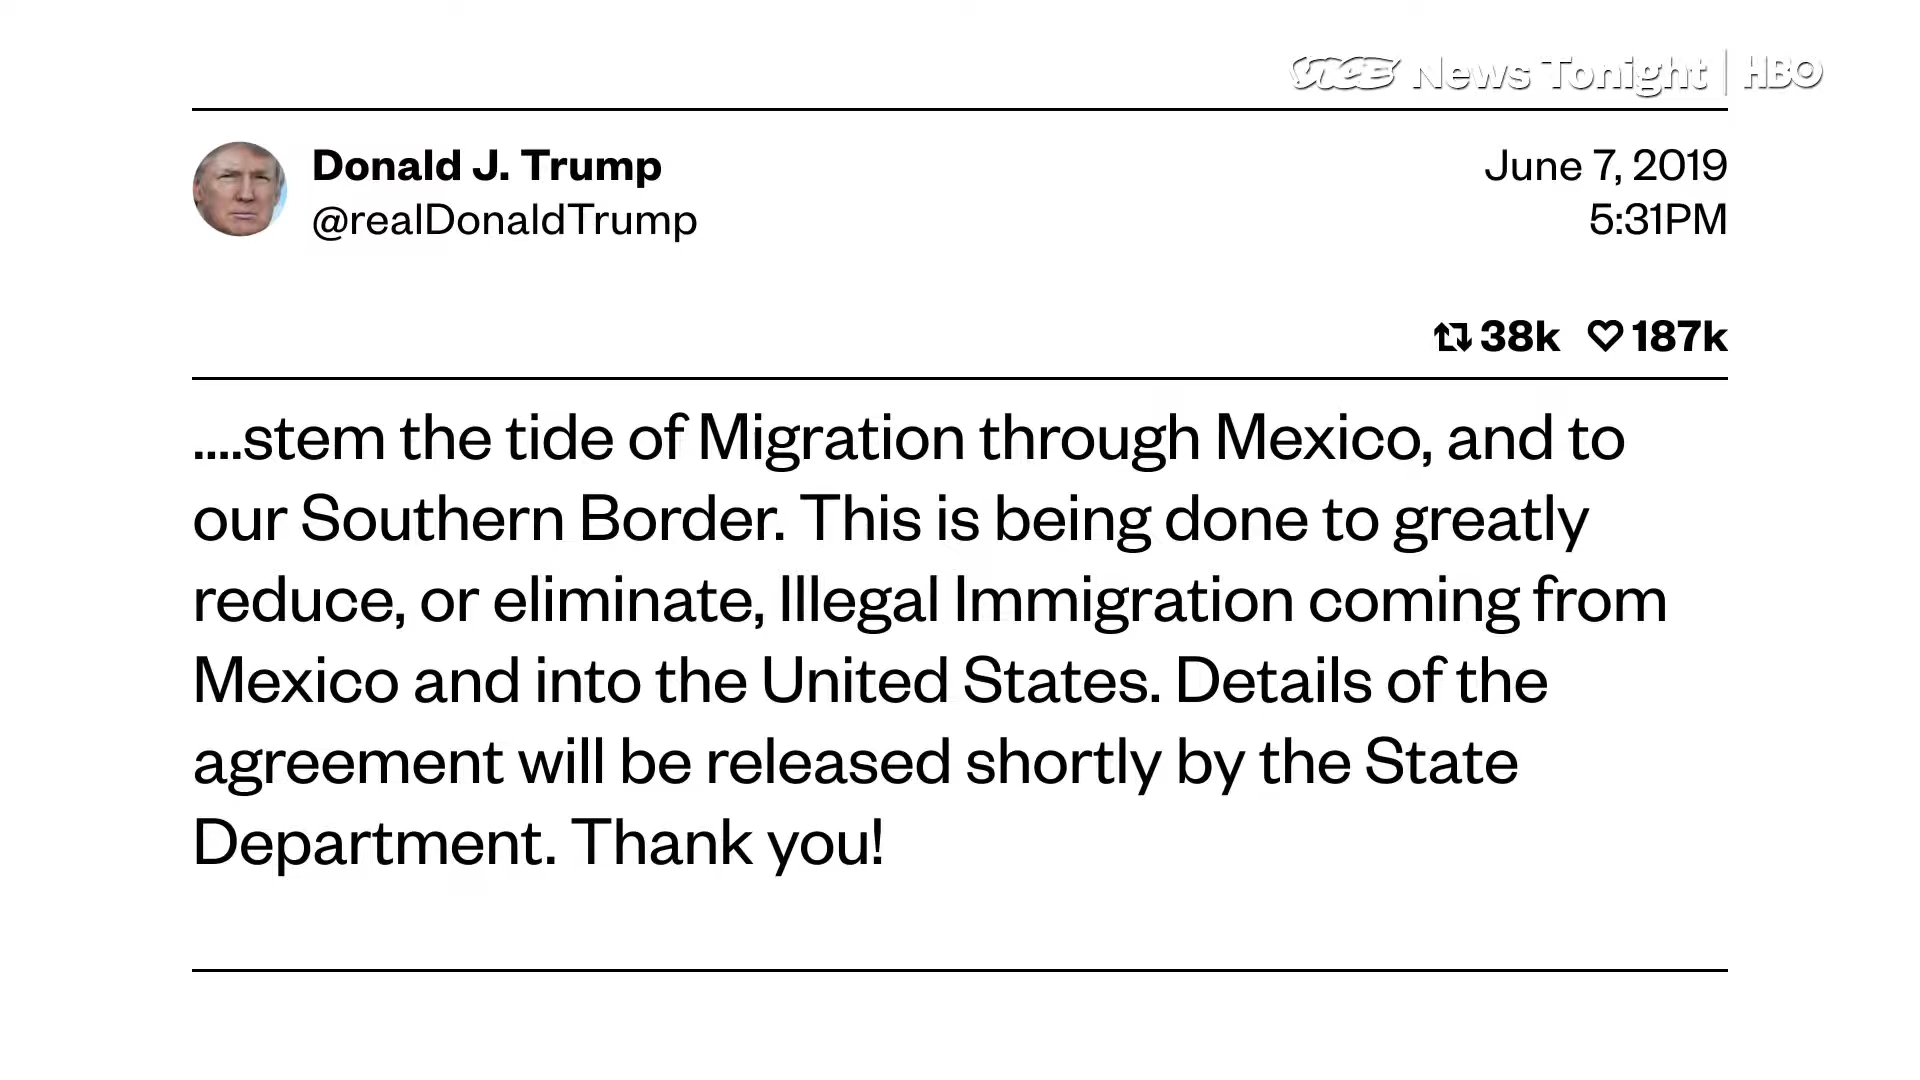 VICE News Tonight | HBO
Donald J. Trump
@realDonaldTrump
June 7, 2019
5:31PM
38k 187k
....stem the tide of Migration through Mexico, and to
our Southern Border. This is being done to greatly
reduce, or eliminate, Illegal Immigration coming from
Mexico and into the United States. Details of the
agreement will be released shortly by the State
Department. Thank you!